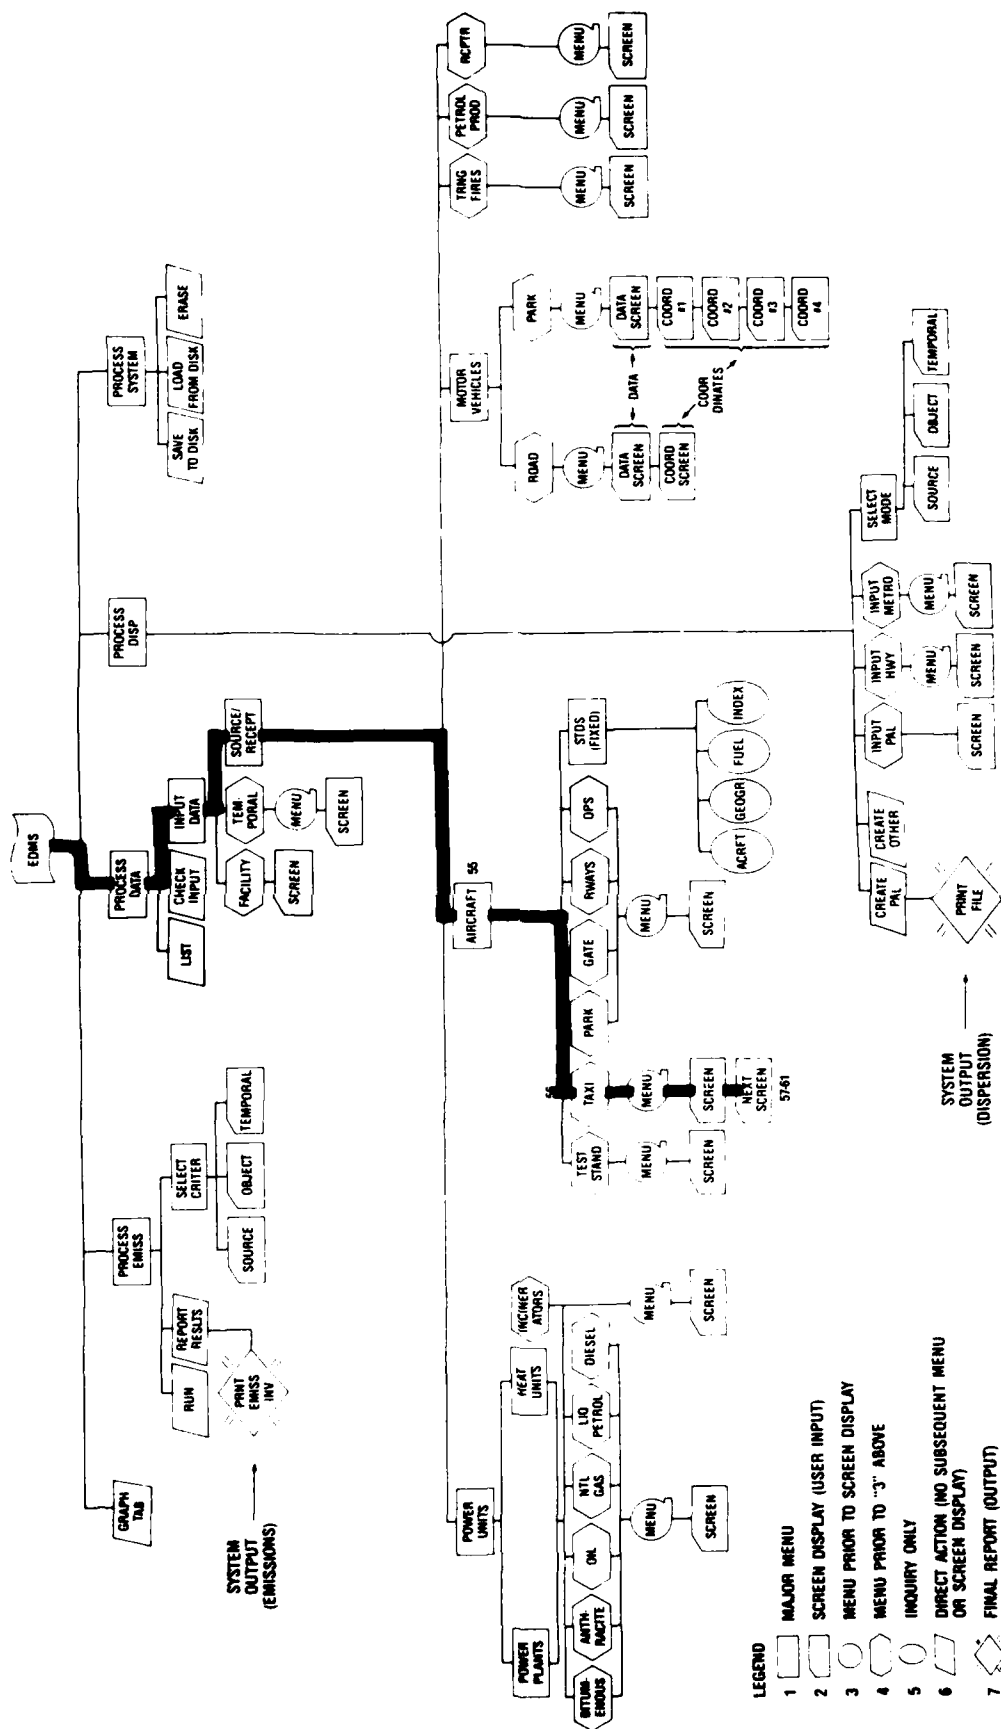 EDMS
GRAPH
TAB
PROCESS
EMISS
PROCESS
DATA
PROCESS
DISP
PROCESS
SYSTEM
RUN
REPORT
RESLTS
SELECT
CRITER
PRNT
EMISS
INV
SOURCE
OBJECT
TEMPORAL
SYSTEM
OUTPUT
(EMISSIONS)
LIST
CHECK
INPUT
INPUT
DATA
FACILITY
TEM-
PORAL
SOURCE/
RECEPT
SCREEN
MENU
SCREEN
SAVE
TO DISK
LOAD
FROM DISK
ERASE
POWER
UNITS
AIRCRAFT
55
MOTOR
VEHICLES
TRNG
FIRES
PETROL
PROD
RCPTR
MENU
MENU
MENU
SCREEN
SCREEN
SCREEN
POWER
PLANTS
HEAT
UNITS
INCINER
ATORS
BITUM-
ENOUS
ANTH-
RACITE
OIL
NTL
GAS
LIQ
PETROL
DIESEL
MENU
SCREEN
MENU
SCREEN
56
TEST
STAND
TAXI
PARK
GATE
RWAYS
OPS
STDS
(FIXED)
MENU
MENU
MENU
SCREEN
SCREEN
SCREEN
NEXT
SCREEN
57-61
ACRFT
GEOGR
FUEL
INDEX
ROAD
PARK
MENU
MENU
DATA
SCREEN
DATA
DATA
SCREEN
COORD
SCREEN
COOR
DINATES
COORD
#1
COORD
#2
COORD
#3
COORD
#4
CREATE
PAL
CREATE
OTHER
INPUT
PAL
INPUT
HWY
INPUT
METRO
SELECT
MODE
PRINT
FILE
SCREEN
MENU
SCREEN
MENU
SCREEN
SOURCE
OBJECT
TEMPORAL
SYSTEM
OUTPUT
(DISPERSION)
LEGEND
1 MAJOR MENU
2 SCREEN DISPLAY (USER INPUT)
3 MENU PRIOR TO SCREEN DISPLAY
4 MENU PRIOR TO "3" ABOVE
5 INQUIRY ONLY
6 DIRECT ACTION (NO SUBSEQUENT MENU
OR SCREEN DISPLAY)
7 FINAL REPORT (OUTPUT)